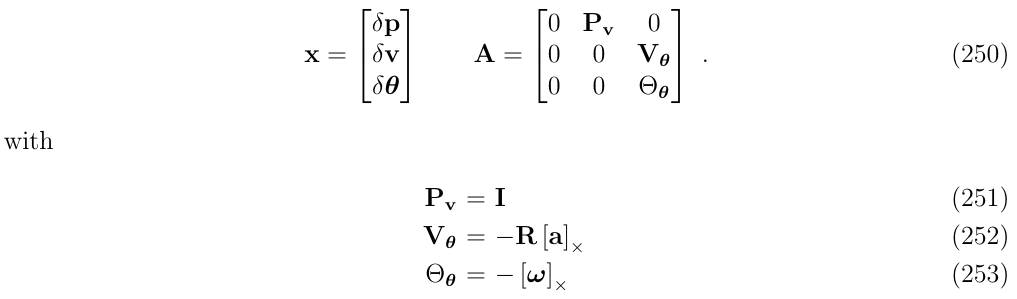 x = [δp δv δθ]  A = [0 P_v 0; 0 0 V_θ; 0 0 Θ_θ] . (250)
with
P_v = I (251)
V_θ = −R [a]_× (252)
Θ_θ = − [ω]_× (253)